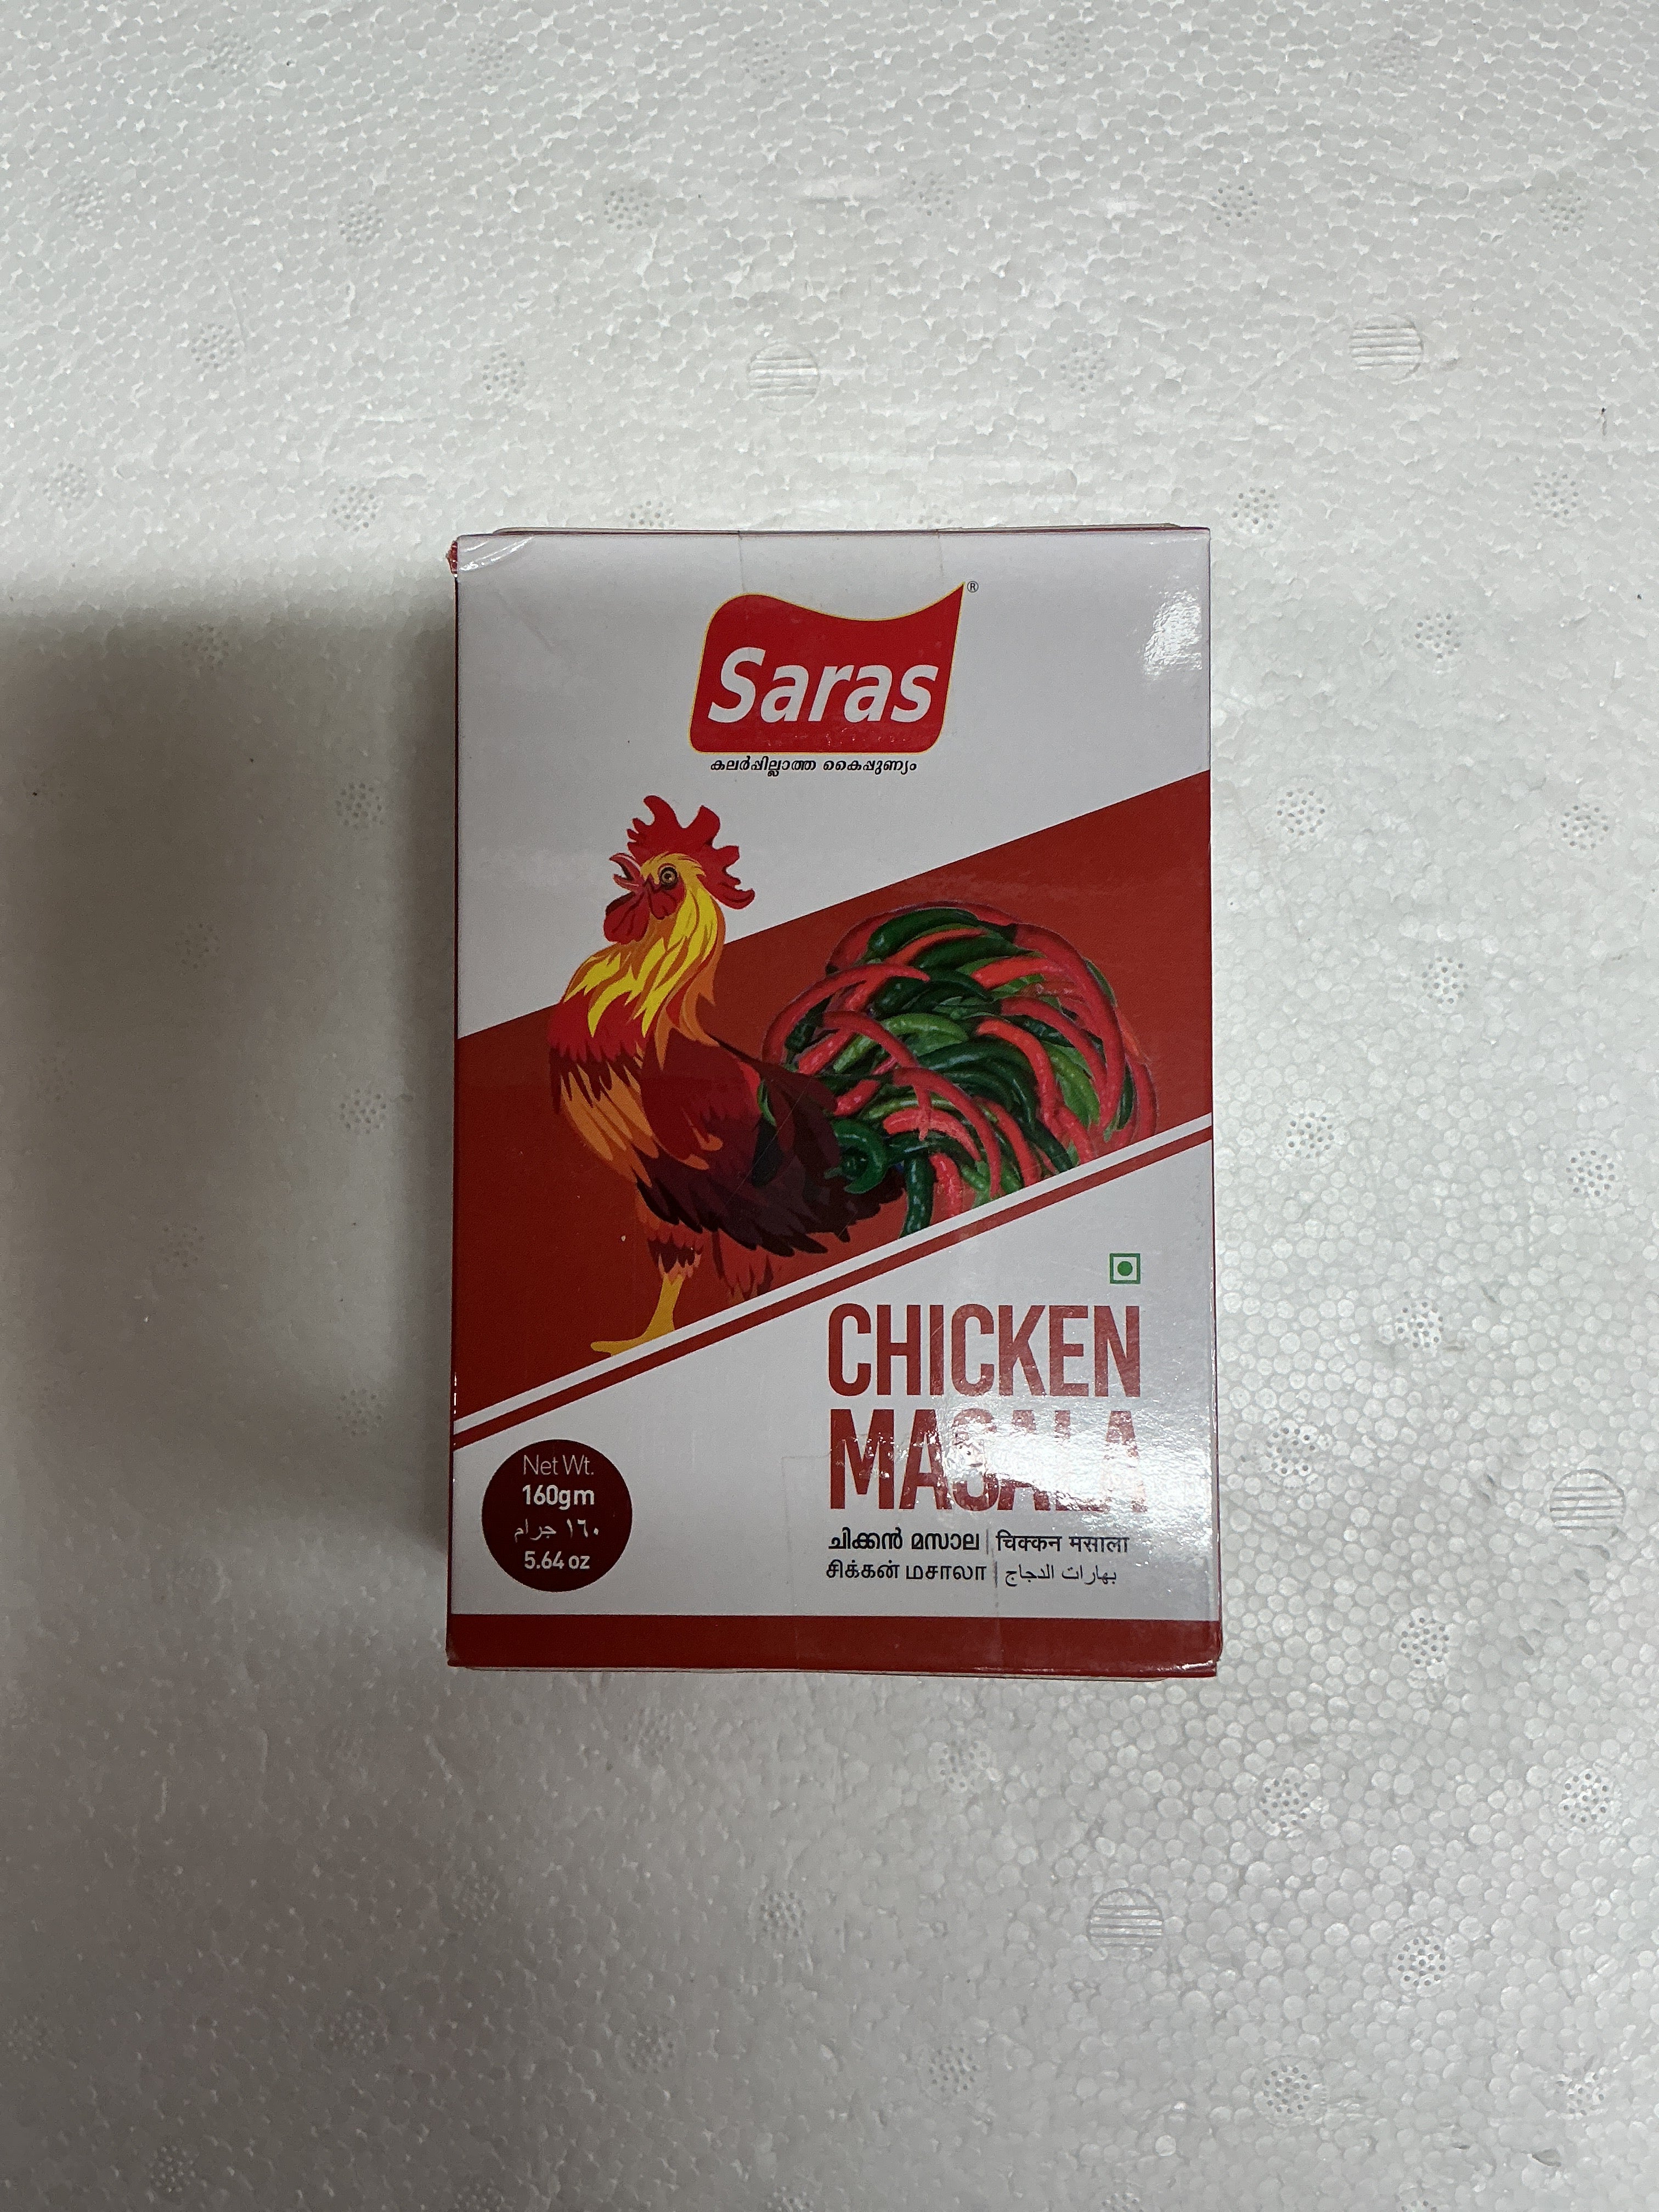 Saras®
കലർപ്പില്ലാത്ത കൈപ്പുണ്യം
CHICKEN
MASALA
ചിക്കൻ മസാല | चिक्कन मसाला
சிக்கன் மசாலா | بهارات الدجاج
Net Wt.
160gm
١٦٠ جرام
5.64 oz